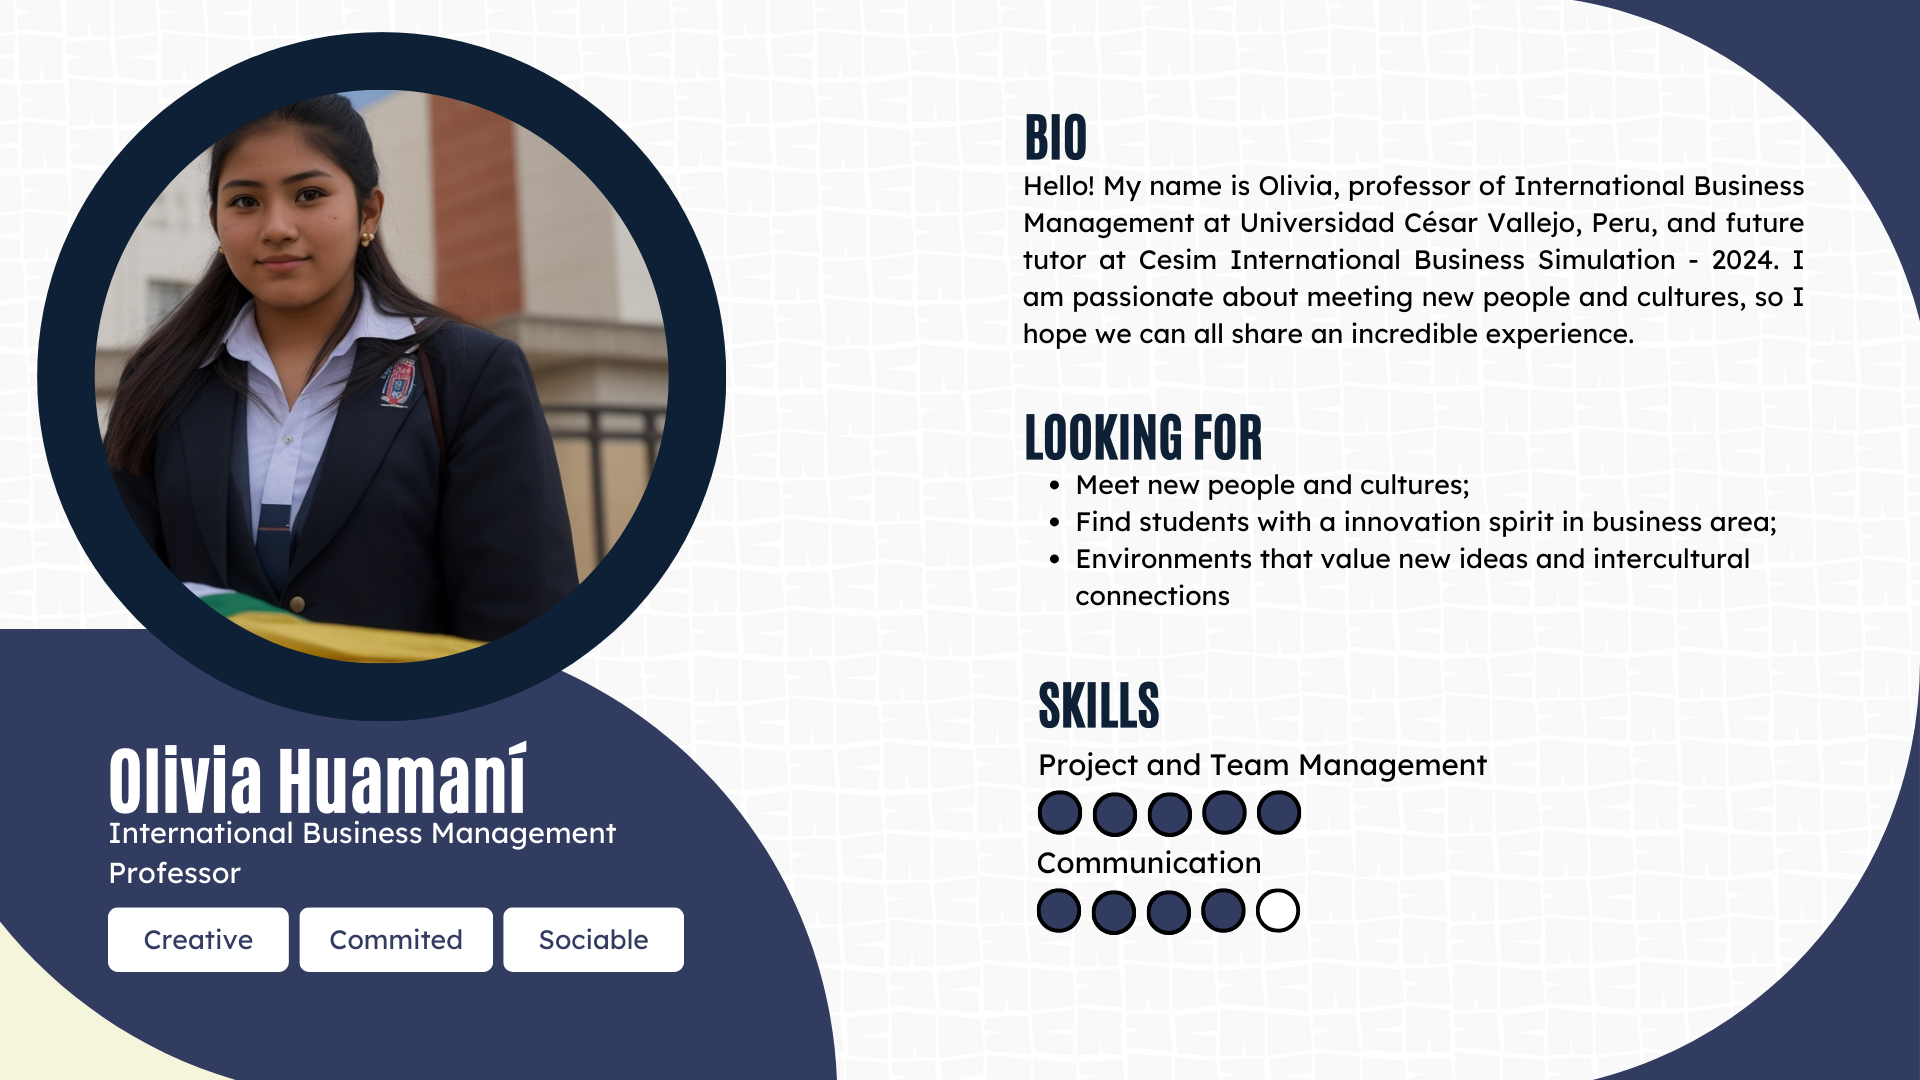 Olivia Huamaní
International Business Management
Professor
Creative
Commited
Sociable
BIO
Hello! My name is Olivia, professor of International Business
Management at Universidad César Vallejo, Peru, and future
tutor at Cesim International Business Simulation - 2024. I
am passionate about meeting new people and cultures, so I
hope we can all share an incredible experience.
LOOKING FOR
• Meet new people and cultures;
• Find students with a innovation spirit in business area;
• Environments that value new ideas and intercultural
connections
SKILLS
Project and Team Management
Communication